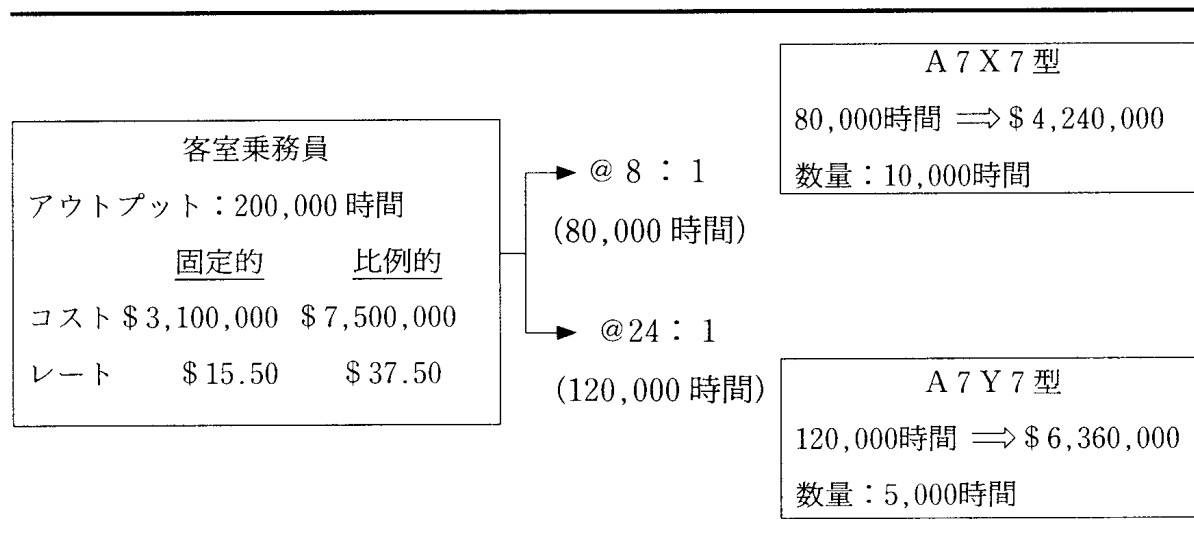 客室乗務員
アウトプット：200,000 時間
固定的 比例的
コスト $3,100,000 $7,500,000
レート $15.50 $37.50
@ 8 ： 1
(80,000 時間)
@24： 1
(120,000 時間)
A 7 X 7 型
80,000時間 ⟹ $ 4,240,000
数量：10,000時間
A 7 Y 7 型
120,000時間 ⟹ $ 6,360,000
数量：5,000時間